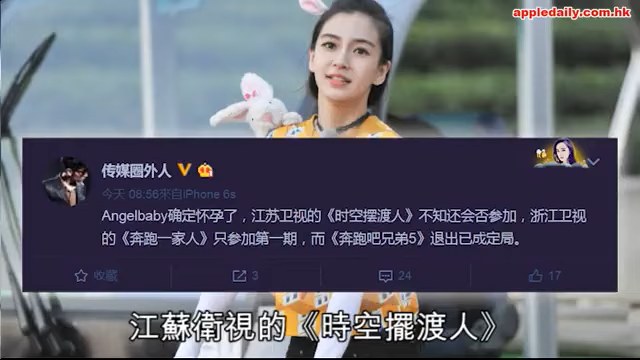 appledaily.com.hk
传媒圈外人
今天 08:56 来自iPhone 6s
Angelbaby确定怀孕了，江苏卫视的《时空摆渡人》不知还会否参加，浙江卫视
的《奔跑一家人》只参加第一期，而《奔跑吧兄弟5》退出已成定局。
收藏 3 24 17
江蘇衛視的《時空擺渡人》